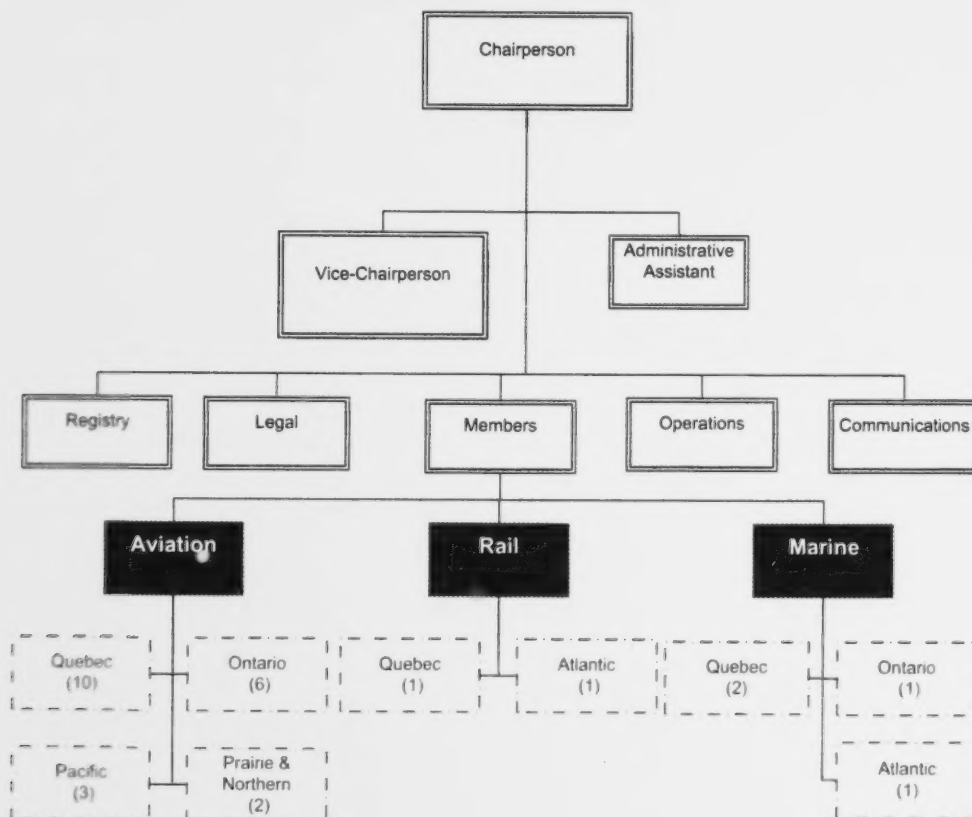 Chairperson
Vice-Chairperson
Administrative
Assistant
Registry
Legal
Members
Operations
Communications
Aviation
Rail
Marine
Quebec
(10)
Ontario
(6)
Quebec
(1)
Atlantic
(1)
Quebec
(2)
Ontario
(1)
Pacific
(3)
Prairie &
Northern
(2)
Atlantic
(1)